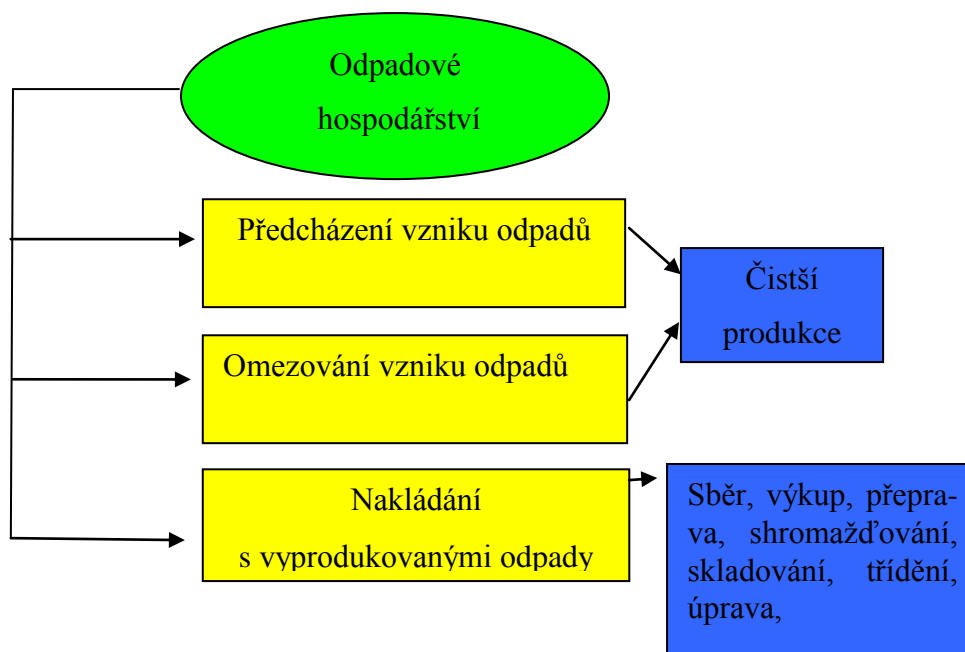 Odpadové
hospodářství
Předcházení vzniku odpadů
Čistší
produkce
Omezování vzniku odpadů
Nakládání
s vyprodukovanými odpady
Sběr, výkup, přepra-
va, shromažďování,
skladování, třídění,
úprava,